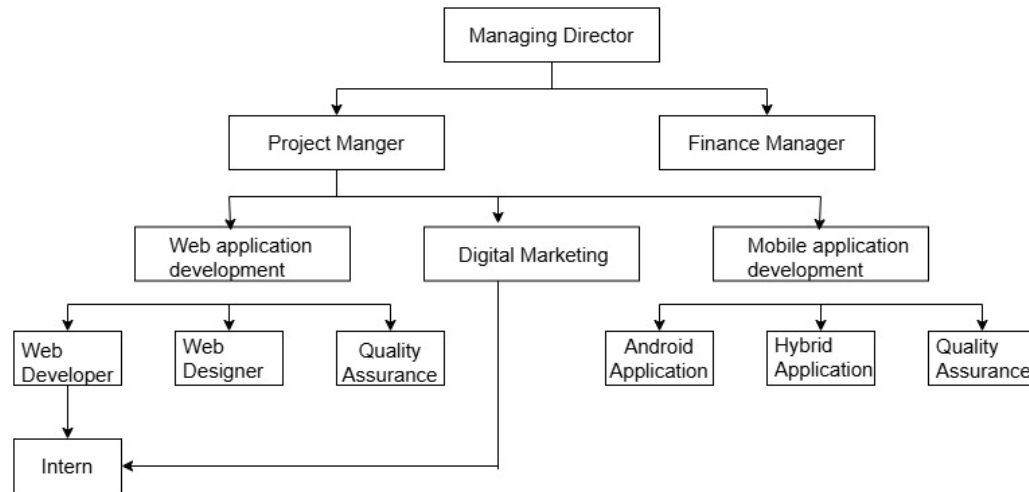 Managing Director
Project Manger
Finance Manager
Web application
development
Digital Marketing
Mobile application
development
Web
Developer
Web
Designer
Quality
Assurance
Android
Application
Hybrid
Application
Quality
Assurance
Intern